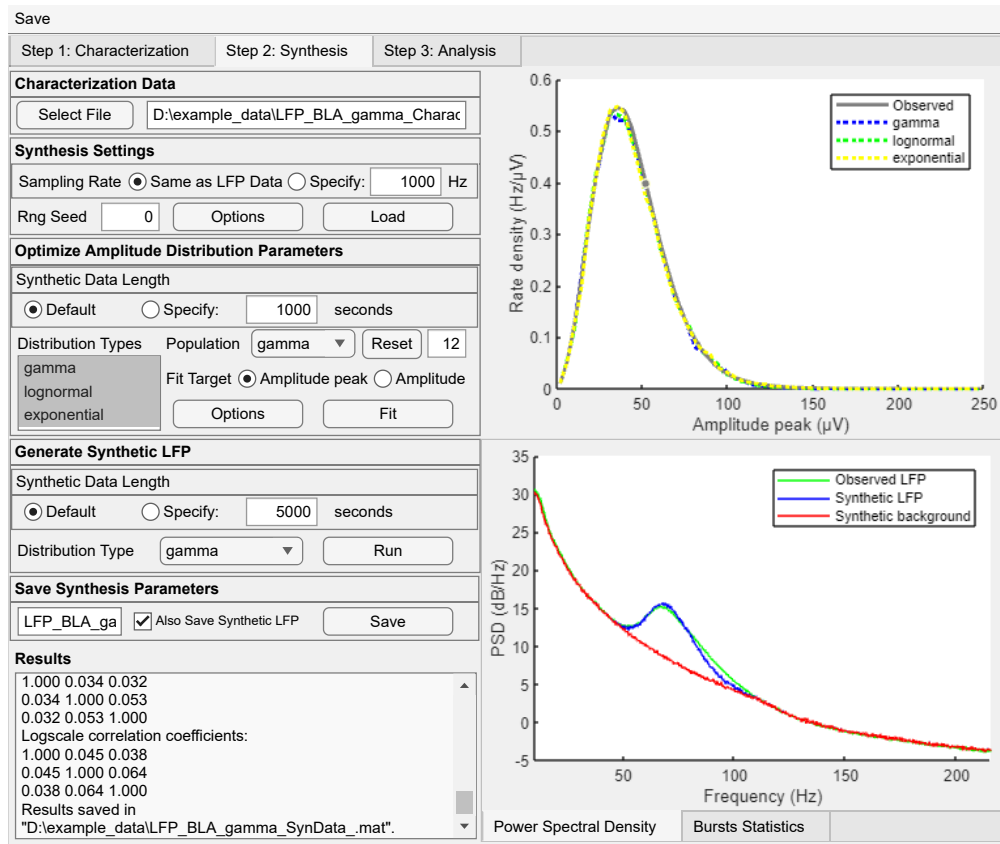 Save
Step 1: Characterization Step 2: Synthesis Step 3: Analysis
Characterization Data
Select File D:\example_data\LFP_BLA_gamma_Charac
Synthesis Settings
Sampling Rate Same as LFP Data Specify: 1000 Hz
Rng Seed 0 Options Load
Optimize Amplitude Distribution Parameters
Synthetic Data Length
Default Specify: 1000 seconds
Distribution Types Population gamma Reset 12
gamma
lognormal
exponential
Fit Target Amplitude peak Amplitude
Options Fit
Generate Synthetic LFP
Synthetic Data Length
Default Specify: 5000 seconds
Distribution Type gamma Run
Save Synthesis Parameters
LFP_BLA_ga Also Save Synthetic LFP Save
Results
1.000 0.034 0.032
0.034 1.000 0.053
0.032 0.053 1.000
Logscale correlation coefficients:
1.000 0.045 0.038
0.045 1.000 0.064
0.038 0.064 1.000
Results saved in
"D:\example_data\LFP_BLA_gamma_SynData_.mat".
0.6
0.5
0.4
0.3
0.2
0.1
0
Rate density (Hz/μV)
Observed
gamma
lognormal
exponential
0 50 100 150 200 250
Amplitude peak (μV)
35
30
25
20
15
10
5
0
-5
PSD (dB/Hz)
Observed LFP
Synthetic LFP
Synthetic background
50 100 150 200
Frequency (Hz)
Power Spectral Density Bursts Statistics